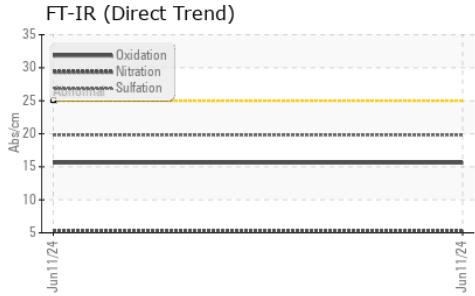 FT-IR (Direct Trend)
Abs/cm
35
30
25
20
15
10
5
Oxidation
Nitration
Sulfation
Abnormal
Jun11/24
Jun11/24